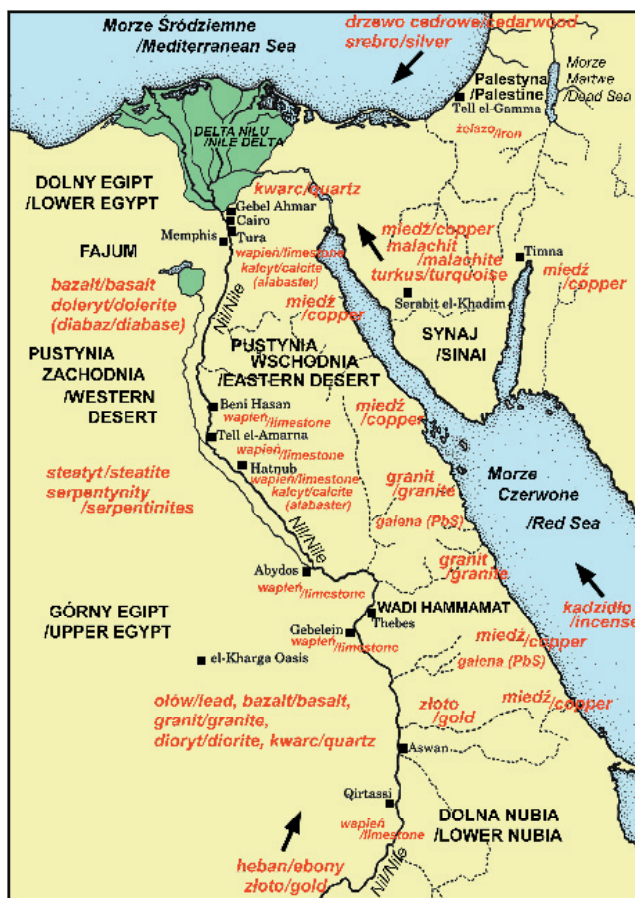 drzewo cedrowe/cedarwood
srebro/silver
Morze Śródziemne
/Mediterranean Sea
Morze
Martwe
/Dead Sea
Palestyna
/Palestine
Tell el-Gamma
żelazo/iron
DELTA NILU
/NILE DELTA
DOLNY EGIPT
/LOWER EGYPT
kwarc/quartz
Gebel Ahmar
Cairo
Tura
Memphis
wapień/limestone
kalcyt/calcite
(alabaster)
FAJUM
bazalt/basalt
doleryt/dolerite
(diabaz/diabase)
miedź/copper
malachit
/malachite
turkus/turquoise
Timna
miedź
/copper
Serabit el-Khadim
miedź
/copper
SYNAJ
/SINAI
Nil/Nile
PUSTYNIA
WSCHODNIA
/EASTERN DESERT
PUSTYNIA
ZACHODNIA
/WESTERN
DESERT
Beni Hasan
wapień/limestone
Tell el-Amarna
wapień/limestone
Hatnub
wapień/limestone
kalcyt/calcite
(alabaster)
miedź
/copper
steatyt/steatite
serpentynity
/serpentinites
granit
/granite
galena (PbS)
Morze
Czerwone
/Red Sea
Nil/Nile
granit
/granite
Abydos
wapień/limestone
kadzidło
/incense
GÓRNY EGIPT
/UPPER EGYPT
WADI HAMMAMAT
Thebes
Gebelein
wapień/limestone
miedź/copper
galena (PbS)
el-Kharga Oasis
ołów/lead, bazalt/basalt,
granit/granite,
dioryt/diorite, kwarc/quartz
złoto
/gold
miedź/copper
Aswan
Qirtassi
wapień
/limestone
DOLNA NUBIA
/LOWER NUBIA
heban/ebony
złoto/gold
Nil/Nile